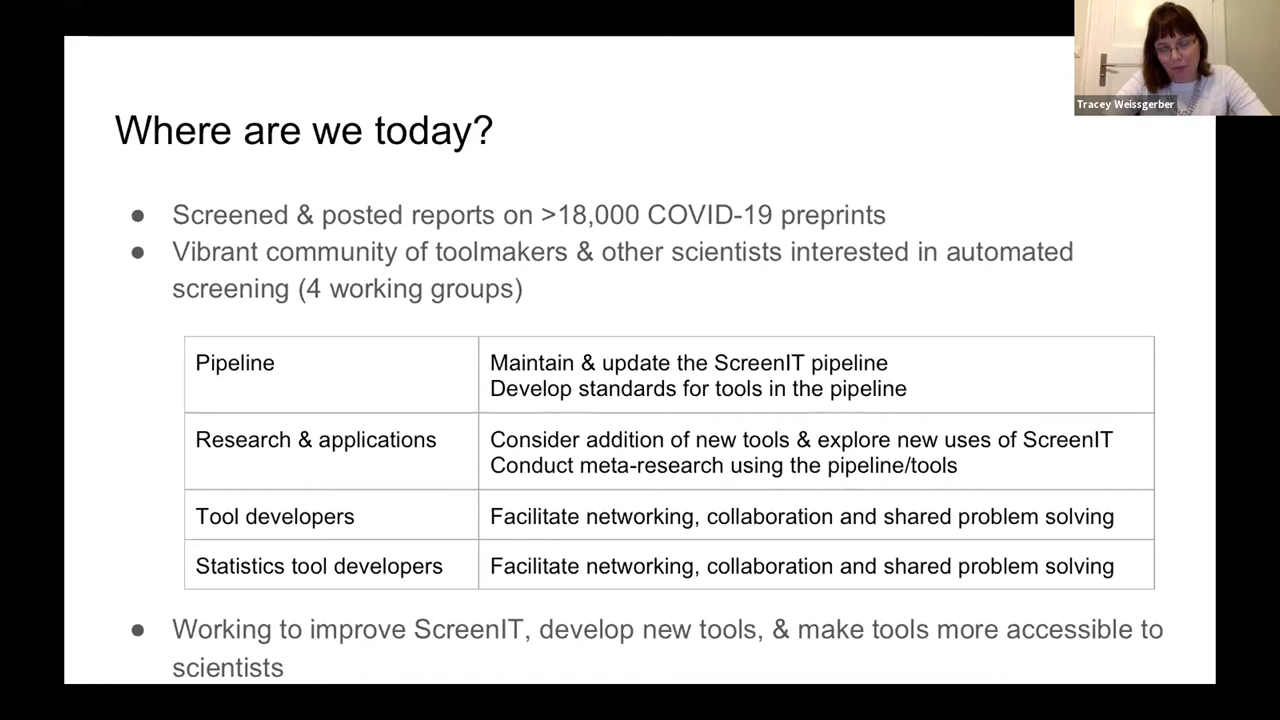 Tracey Weissgerber
Where are we today?
● Screened & posted reports on >18,000 COVID-19 preprints
● Vibrant community of toolmakers & other scientists interested in automated
screening (4 working groups)
Pipeline
Maintain & update the ScreenIT pipeline
Develop standards for tools in the pipeline
Research & applications
Consider addition of new tools & explore new uses of ScreenIT
Conduct meta-research using the pipeline/tools
Tool developers
Facilitate networking, collaboration and shared problem solving
Statistics tool developers
Facilitate networking, collaboration and shared problem solving
● Working to improve ScreenIT, develop new tools, & make tools more accessible to
scientists